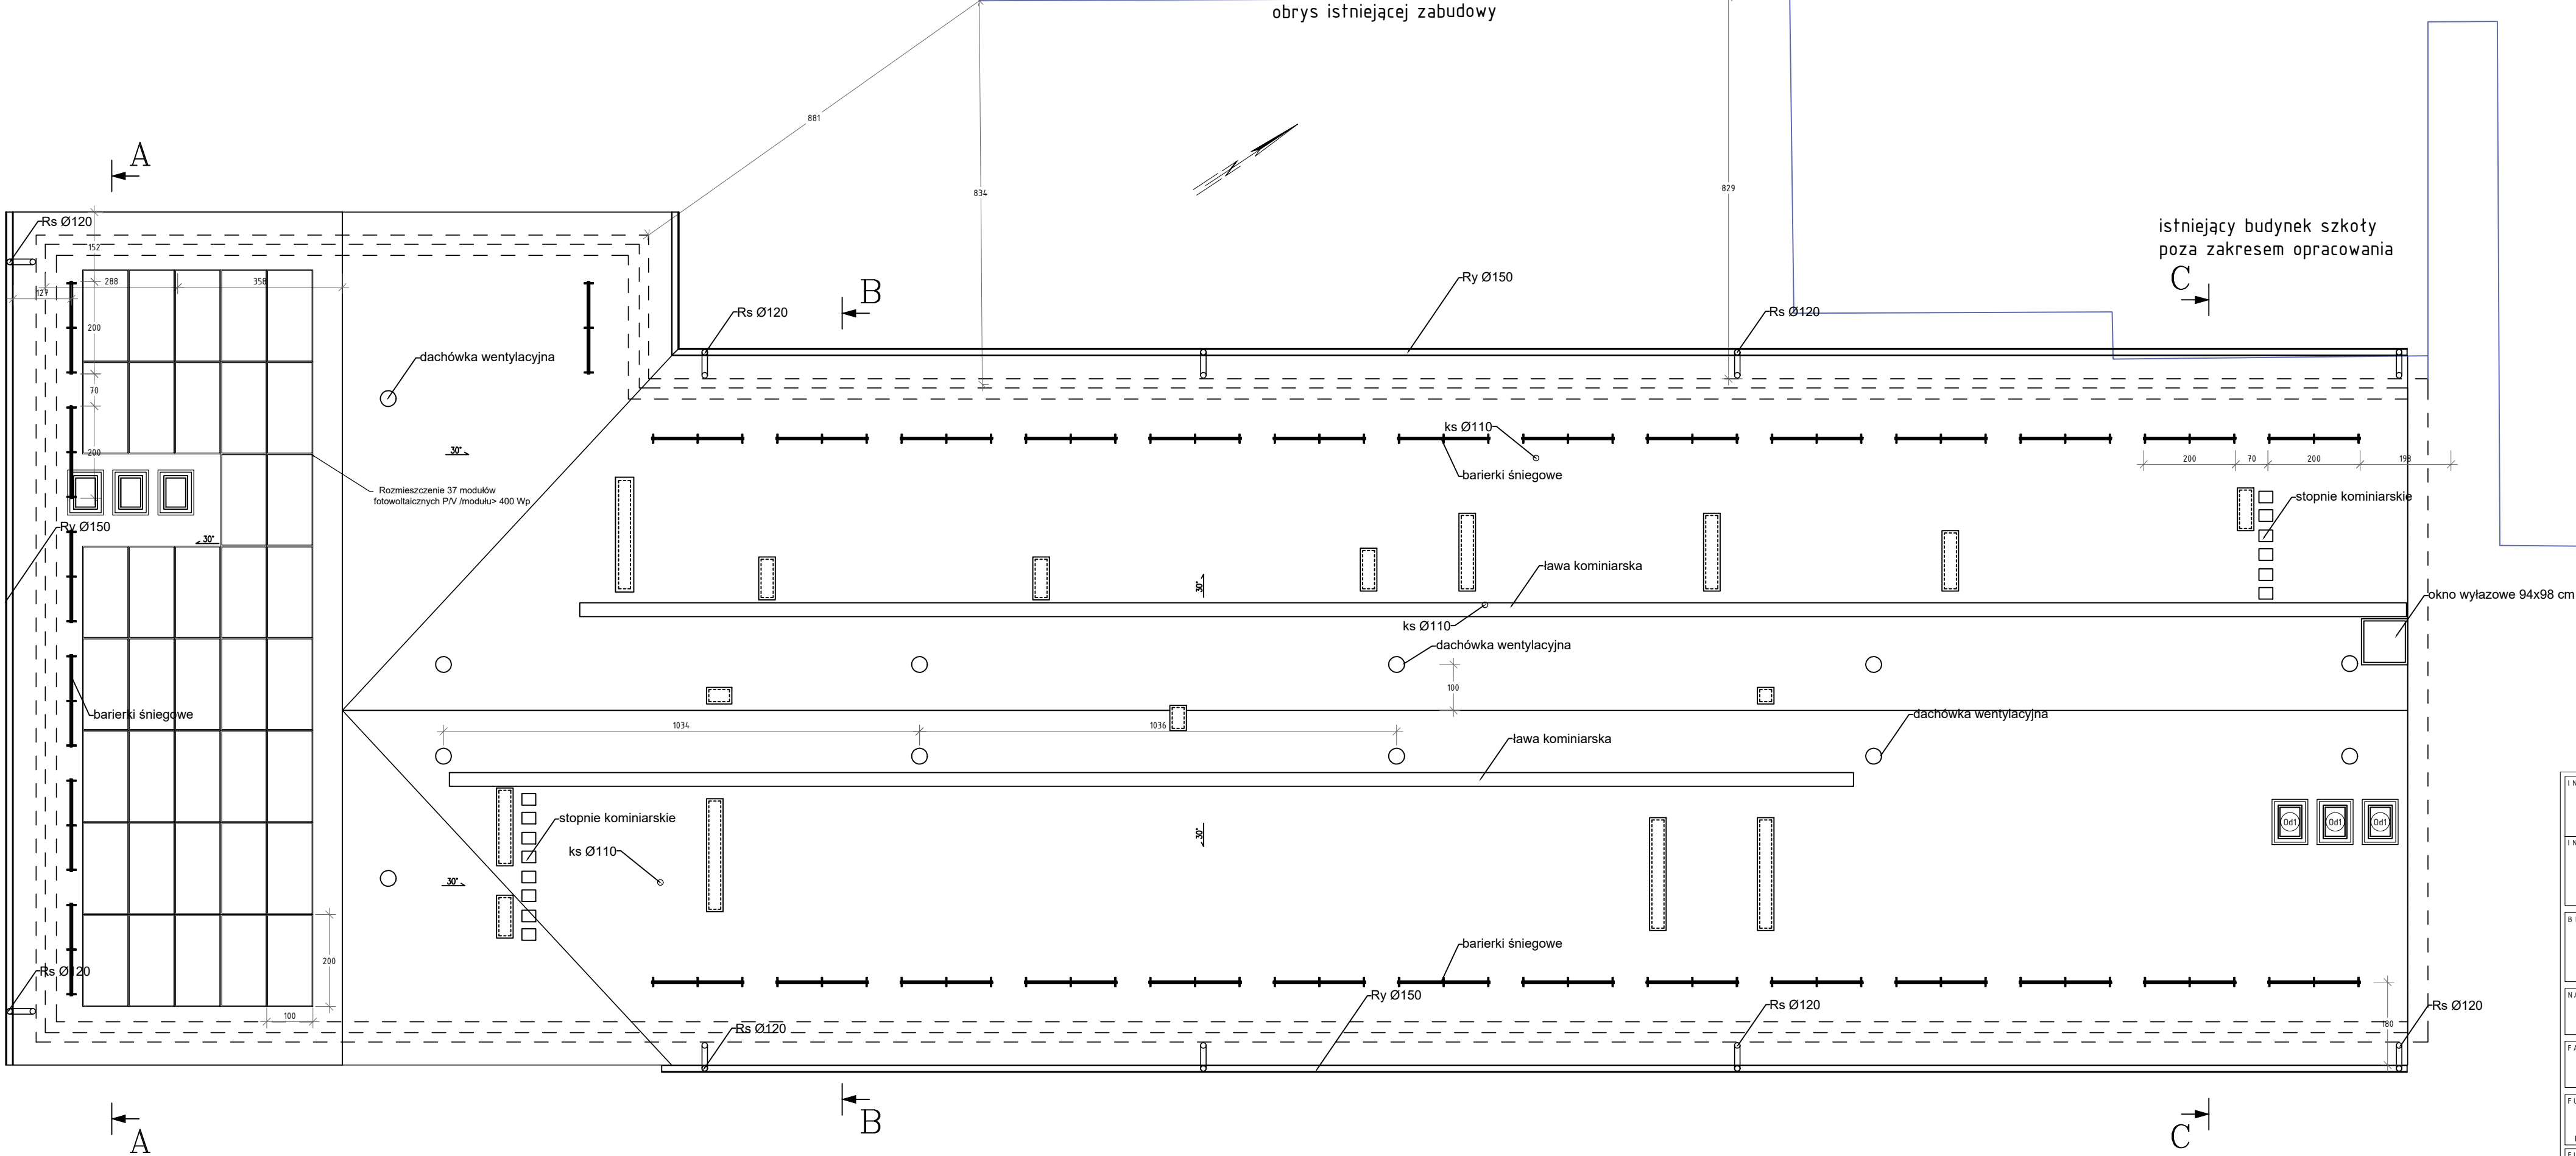 obrys istniejącej zabudowy
881
834
829
A
istniejący budynek szkoły
poza zakresem opracowania
Rs Ø120
152
B
C
Ry Ø150
127
288
358
Rs Ø120
Rs Ø120
200
dachówka wentylacyjna
70
200
30°
ks Ø110
barierki śniegowe
200
70
200
198
Rozmieszczenie 37 modułów
fotowoltaicznych P/V /modułu> 400 Wp
stopnie kominiarskie
Ry Ø150
30°
ława kominiarska
30°
okno wyłazowe 94x98 cm
ks Ø110
dachówka wentylacyjna
100
barierki śniegowe
1034
1036
dachówka wentylacyjna
ława kominiarska
stopnie kominiarskie
Od1
Od1
Od1
30°
ks Ø110
30°
barierki śniegowe
200
Rs Ø120
Ry Ø150
Rs Ø120
Rs Ø120
100
Rs Ø120
180
A
B
C